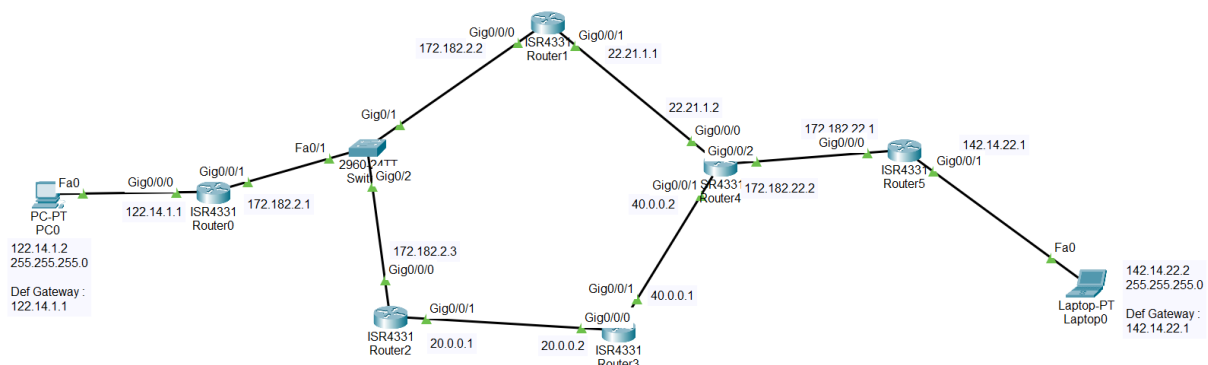 Gig0/0/0
172.182.2.2
ISR4331
Router1
Gig0/0/1
22.21.1.1
22.21.1.2
Gig0/0/0
Gig0/0/2
172.182.22.1
Gig0/0/0
142.14.22.1
Gig0/0/1
ISR4331
Router5
172.182.22.2
SR4331
Router4
Gig0/0/1
40.0.0.2
Gig0/1
Fa0/1
2960-24TT
Swit
Gig0/2
Fa0
PC-PT
PC0
122.14.1.2
255.255.255.0
Def Gateway :
122.14.1.1
Gig0/0/0
122.14.1.1
Gig0/0/1
ISR4331
Router0
172.182.2.1
172.182.2.3
Gig0/0/0
Gig0/0/1
ISR4331
Router2
20.0.0.1
20.0.0.2
Gig0/0/0
Gig0/0/1
40.0.0.1
ISR4331
Router3
Fa0
Laptop-PT
Laptop0
142.14.22.2
255.255.255.0
Def Gateway :
142.14.22.1